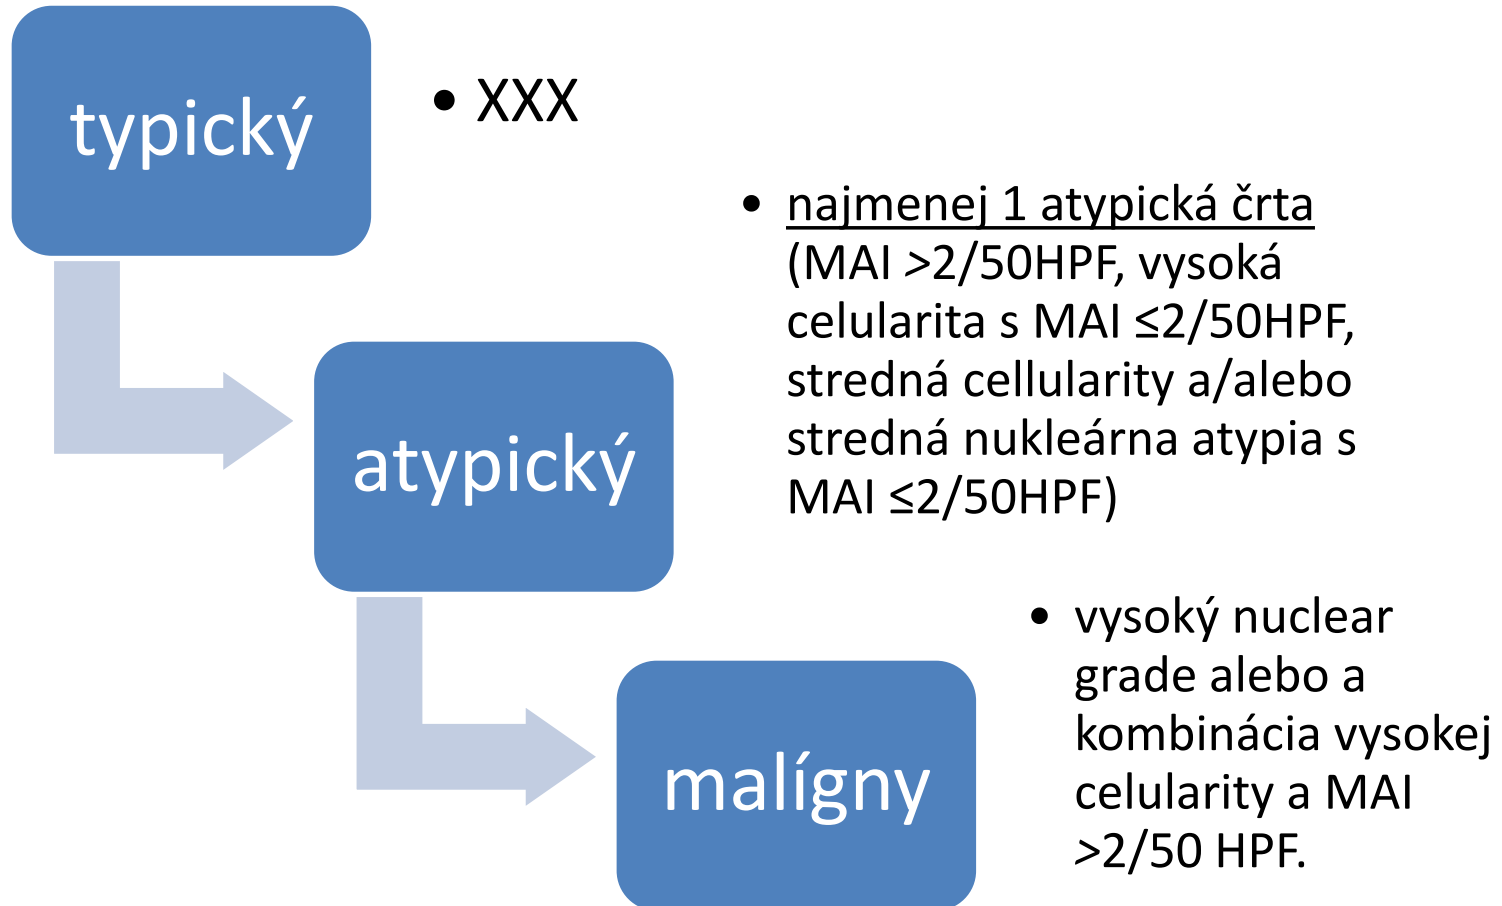 typický
• XXX
• najmenej 1 atypická črta
(MAI >2/50HPF, vysoká
celularita s MAI ≤2/50HPF,
stredná cellularity a/alebo
stredná nukleárna atypia s
MAI ≤2/50HPF)
atypický
• vysoký nuclear
grade alebo a
kombinácia vysokej
celularity a MAI
>2/50 HPF.
malígny